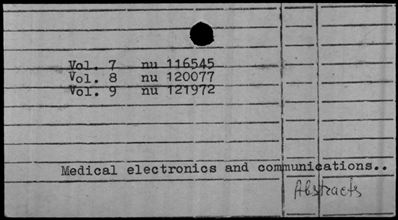 Vol. 7 nu 116545
Vol. 8 nu 120077
Vol. 9 nu 121972
Medical electronics and communications..
Abstracts